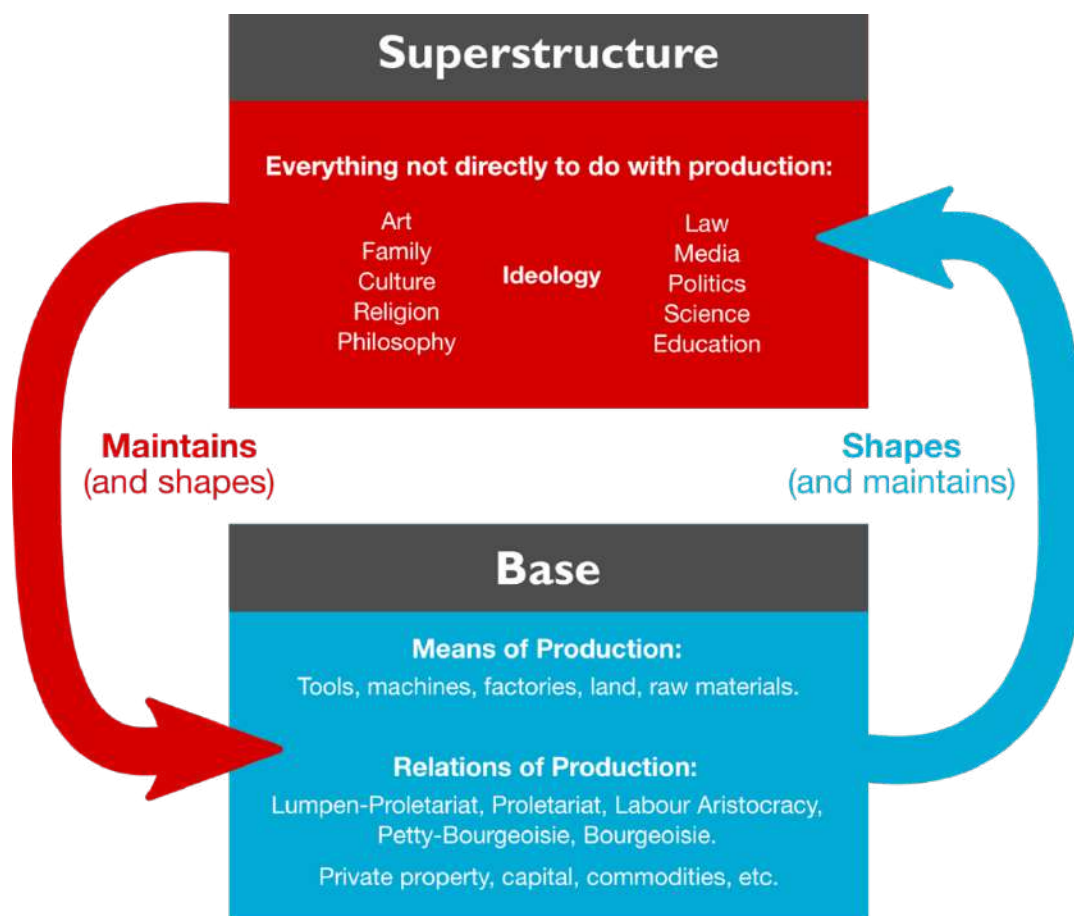 Superstructure
Everything not directly to do with production:
Art
Family
Culture
Religion
Philosophy
Ideology
Law
Media
Politics
Science
Education
Maintains
(and shapes)
Shapes
(and maintains)
Base
Means of Production:
Tools, machines, factories, land, raw materials.
Relations of Production:
Lumpen-Proletariat, Proletariat, Labour Aristocracy,
Petty-Bourgeoisie, Bourgeoisie.
Private property, capital, commodities, etc.